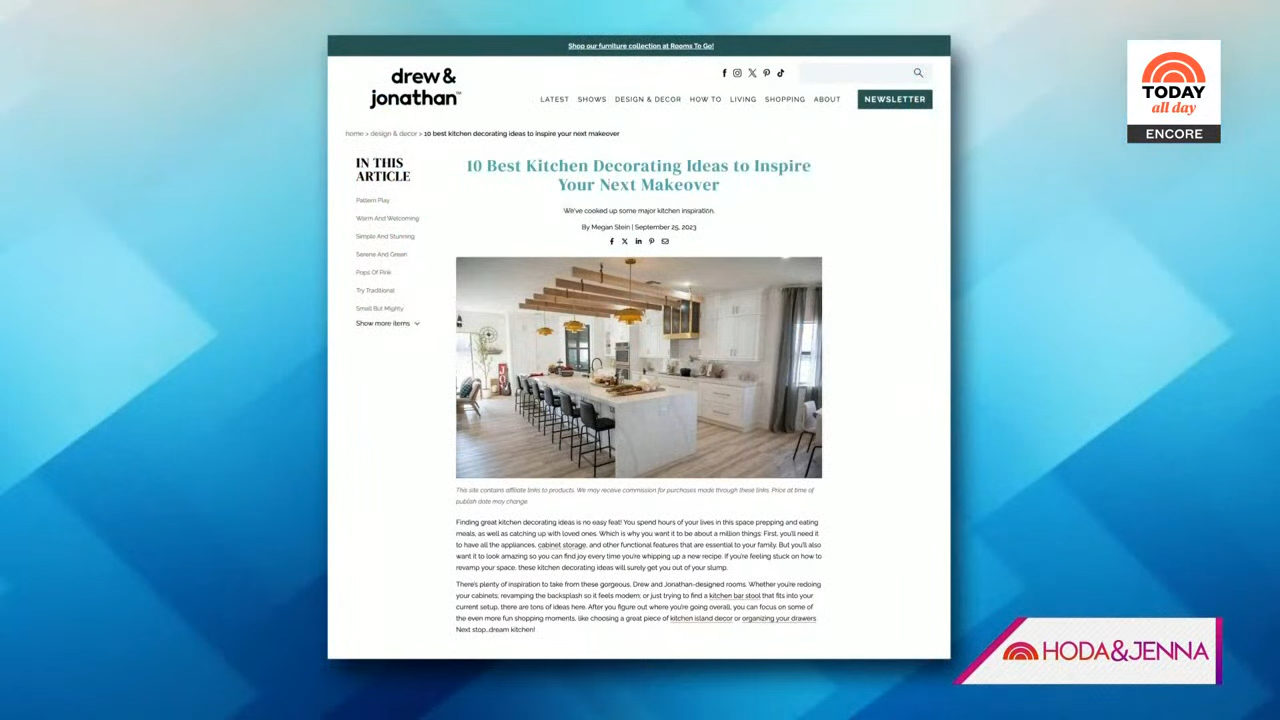 Shop our furniture collection at Rooms To Go!
drew &
jonathan™
LATEST SHOWS DESIGN & DECOR HOW TO LIVING SHOPPING ABOUT NEWSLETTER
home > design & decor > 10 best kitchen decorating ideas to inspire your next makeover
IN THIS
ARTICLE
Pattern Play
Warm And Welcoming
Simple And Stunning
Serene And Green
Pops Of Pink
Try Traditional
Small But Mighty
Show more items
10 Best Kitchen Decorating Ideas to Inspire
Your Next Makeover
We've cooked up some major kitchen inspiration.
By Megan Slein | September 25, 2023
This site contains affiliate links to products. We may receive commission for purchases made through these links. Price at time of
publish date may change.
Finding great kitchen decorating ideas is no easy feat! You spend hours of your lives in this space prepping and eating
meals, as well as catching up with loved ones. Which is why you want it to be about a million things: First, you'll need it
to have all the appliances, cabinet storage, and other functional features that are essential to your family. But you'll also
want it to look amazing so you can find joy every time you're whipping up a new recipe. If you're feeling stuck on how to
revamp your space, these kitchen decorating ideas will surely get you out of your slump.
There's plenty of inspiration to take from these gorgeous, Drew and Jonathan-designed rooms. Whether you're redoing
your cabinets; revamping the backsplash so it feels modern; or just trying to find a kitchen bar stool that fits into your
current setup, there are tons of ideas here. After you figure out where you're going overall, you can focus on some of
the even more fun shopping moments, like choosing a great piece of kitchen island decor or organizing your drawers.
Next stop...dream kitchen!
TODAY
all day
ENCORE
HODA&JENNA